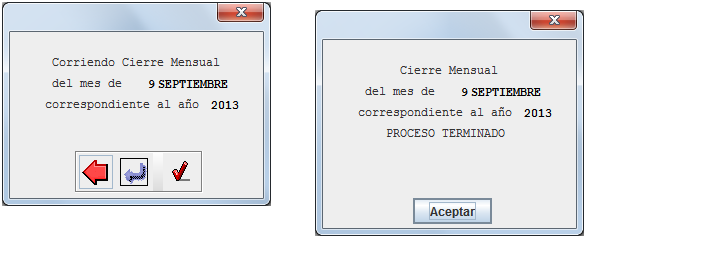 Corriendo Cierre Mensual
del mes de 9 SEPTIEMBRE
correspondiente al año 2013
Cierre Mensual
del mes de 9 SEPTIEMBRE
correspondiente al año 2013
PROCESO TERMINADO
Aceptar